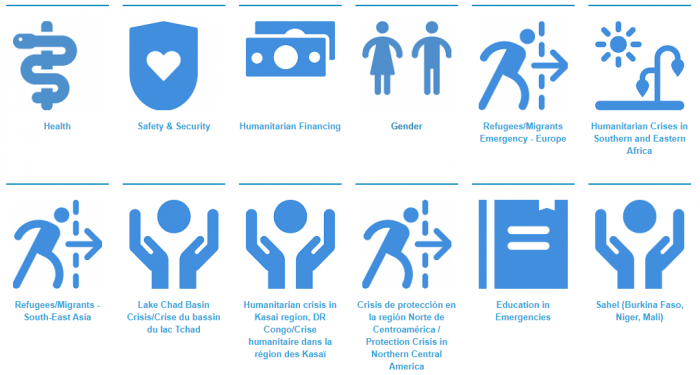 Health
Safety & Security
Humanitarian Financing
Gender
Refugees/Migrants
Emergency - Europe
Humanitarian Crises in
Southern and Eastern
Africa
Refugees/Migrants -
South-East Asia
Lake Chad Basin
Crisis/Crise du bassin
du lac Tchad
Humanitarian crisis in
Kasai region, DR
Congo/Crise
humanitaire dans la
région des Kasaï
Crisis de protección en
la región Norte de
Centroamérica /
Protection Crisis in
Northern Central
America
Education in
Emergencies
Sahel (Burkina Faso,
Niger, Mali)